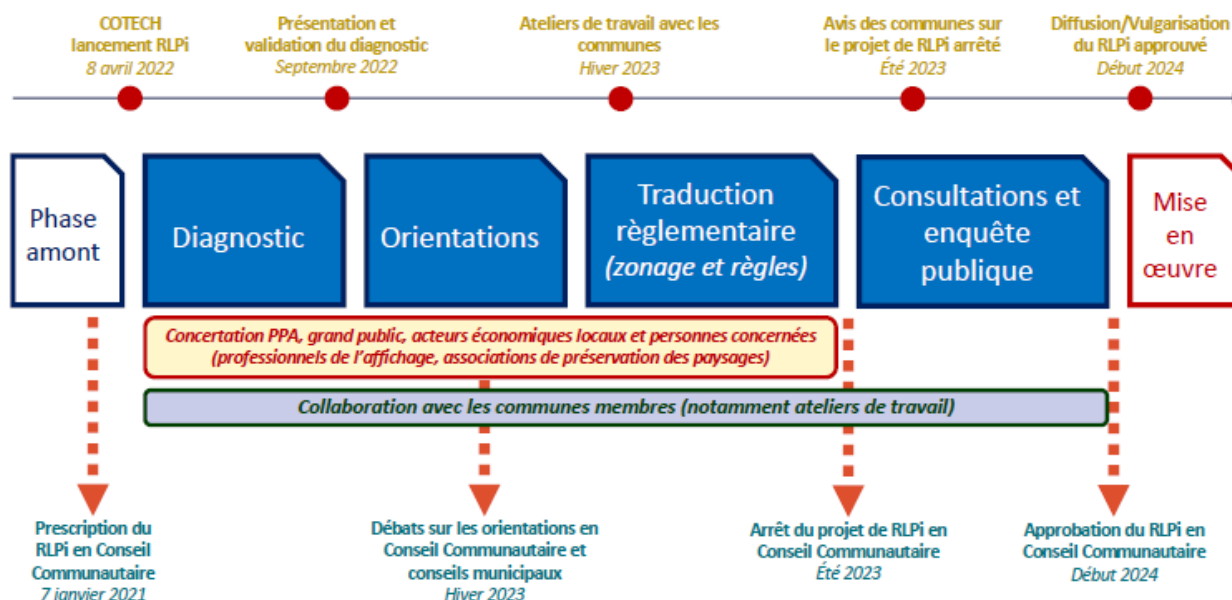 COTECH
lancement RLPi
8 avril 2022
Présentation et
validation du diagnostic
Septembre 2022
Ateliers de travail avec les
communes
Hiver 2023
Avis des communes sur
le projet de RLPi arrêté
Été 2023
Diffusion/Vulgarisation
du RLPi approuvé
Début 2024
Phase
amont
Diagnostic
Orientations
Traduction
règlementaire
(zonage et règles)
Consultations et
enquête
publique
Mise
en
œuvre
Concertation PPA, grand public, acteurs économiques locaux et personnes concernées
(professionnels de l'affichage, associations de préservation des paysages)
Collaboration avec les communes membres (notamment ateliers de travail)
Prescription du
RLPi en Conseil
Communautaire
7 janvier 2021
Débats sur les orientations en
Conseil Communautaire et
conseils municipaux
Hiver 2023
Arrêt du projet de RLPi en
Conseil Communautaire
Été 2023
Approbation du RLPi en
Conseil Communautaire
Début 2024